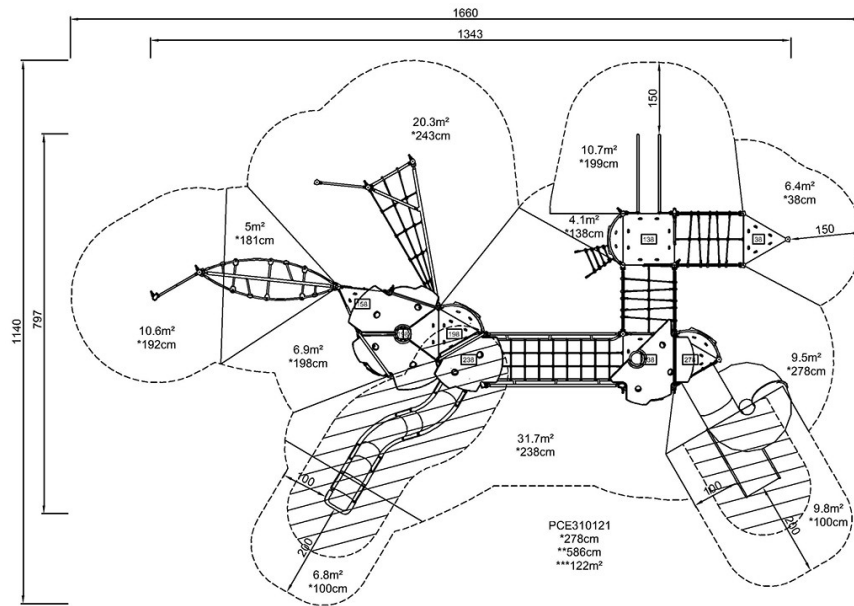 1660
1343
150
20.3m²
*243cm
10.7m²
*199cm
6.4m²
*38cm
5m²
*181cm
4.1m²
*138cm
138
38
150
1140
797
158
198
238
238
278
10.6m²
*192cm
6.9m²
*198cm
9.5m²
*278cm
31.7m²
*238cm
100
100
200
200
9.8m²
*100cm
6.8m²
*100cm
PCE310121
*278cm
**586cm
***122m²